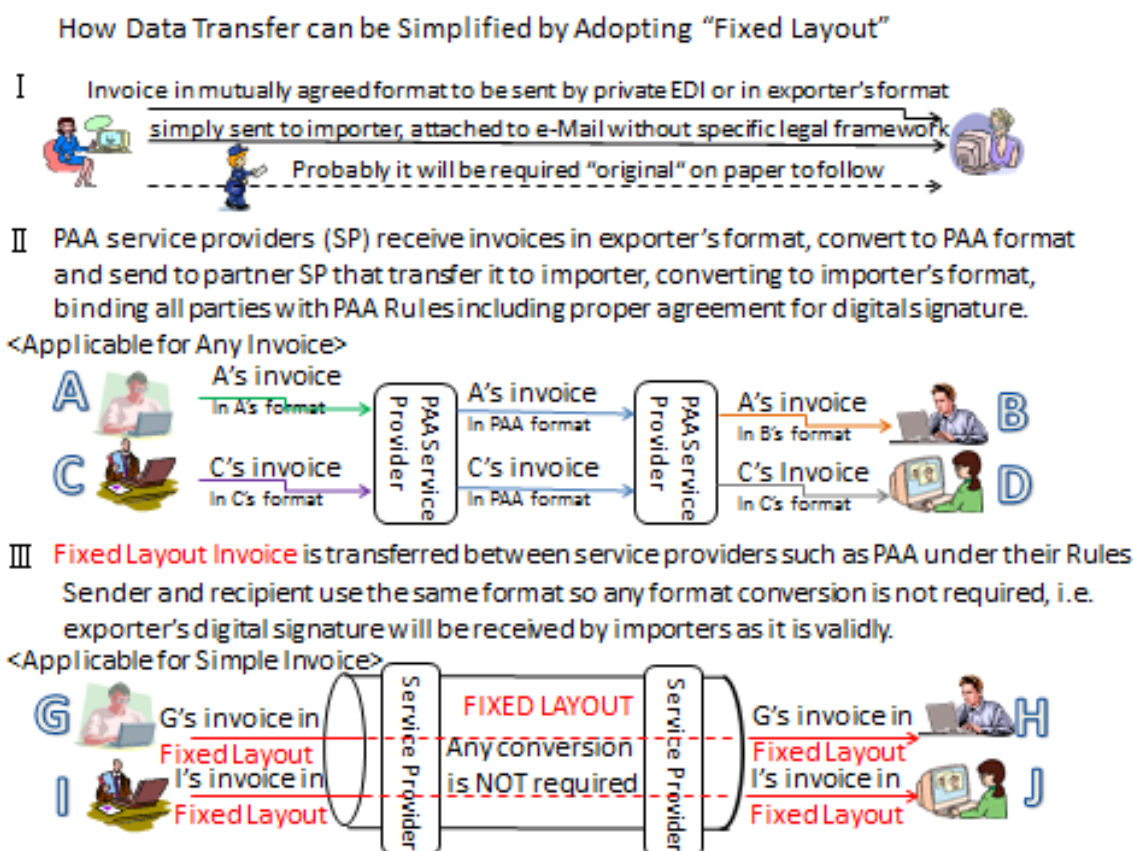 How Data Transfer can be Simplified by Adopting “Fixed Layout”
Ⅰ
Invoice in mutually agreed format to be sent by private EDI or in exporter’s format
simply sent to importer, attached to e-Mail without specific legal framework
Probably it will be required “original“ on paper to follow
Ⅱ PAA service providers (SP) receive invoices in exporter’s format, convert to PAA format
and send to partner SP that transfer it to importer, converting to importer’s format,
binding all parties with PAA Rules including proper agreement for digital signature.
<Applicable for Any Invoice>
A
A’s invoice
In A’s format
PAA Service
Provider
A’s invoice
In PAA format
PAA Service
Provider
A’s invoice
In B’s format
B
C
C’s invoice
In C’s format
C’s invoice
In PAA format
C’s Invoice
In C’s format
D
Ⅲ Fixed Layout Invoice is transferred between service providers such as PAA under their Rules
Sender and recipient use the same format so any format conversion is not required, i.e.
exporter’s digital signature will be received by importers as it is validly.
<Applicable for Simple Invoice>
G
G’s invoice in
Fixed Layout
Service Provider
FIXED LAYOUT
Any conversion
is NOT required
Service Provider
G’s invoice in
Fixed Layout
H
I
I’s invoice in
Fixed Layout
I’s invoice in
Fixed Layout
J